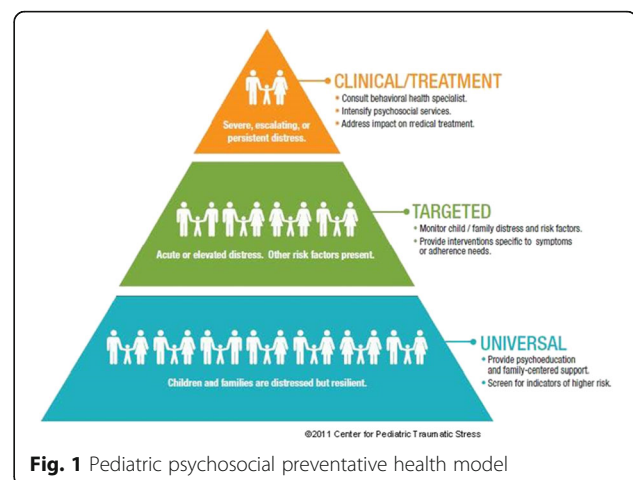 CLINICAL/TREATMENT
• Consult behavioral health specialist.
• Intensify psychosocial services.
• Address impact on medical treatment.
Severe, escalating, or
persistent distress.
TARGETED
• Monitor child / family distress and risk factors.
• Provide interventions specific to symptoms
or adherence needs.
Acute or elevated distress. Other risk factors present.
UNIVERSAL
• Provide psychoeducation
and family-centered support.
• Screen for indicators of higher risk.
Children and families are distressed but resilient.
©2011 Center for Pediatric Traumatic Stress
Fig. 1 Pediatric psychosocial preventative health model